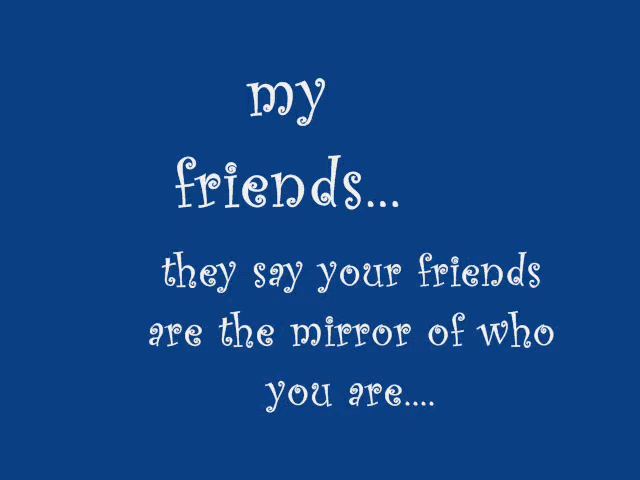 my
friends...
they say your friends
are the mirror of who
you are....